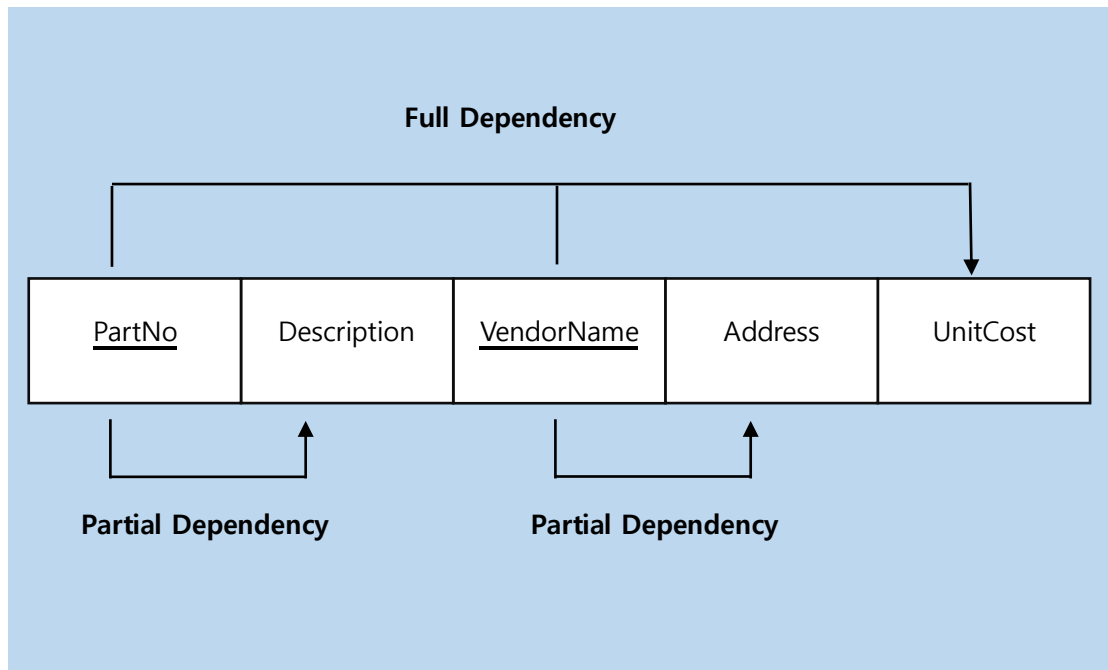 Full Dependency
PartNo Description VendorName Address UnitCost
Partial Dependency Partial Dependency